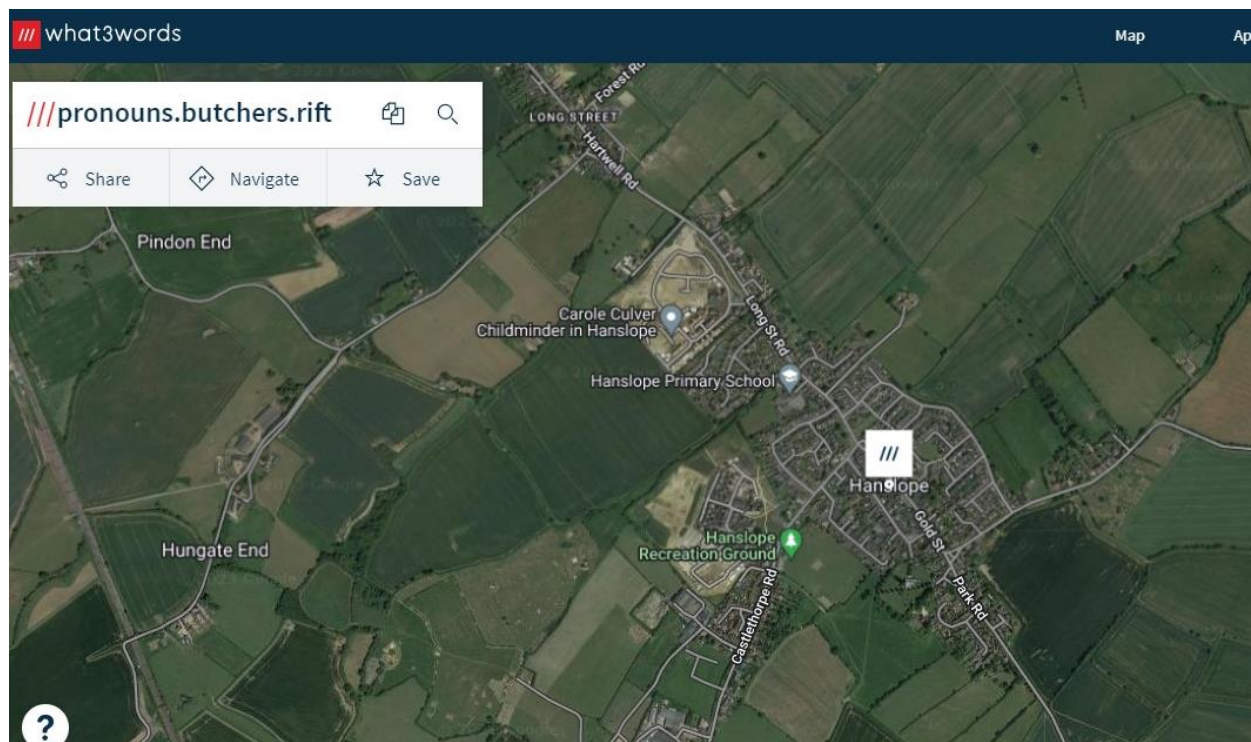 /// what3words
Map
Ap
///pronouns.butchers.rift
Share
Navigate
Save
Forest Rd
LONG STREET
Hartwell Rd
Pindon End
Carole Culver
Childminder in Hanslope
Long St Rd
Hanslope Primary School
///
Hanslope
Gold St
Hungate End
Hanslope
Recreation Ground
Park Rd
Castlethorpe Rd
?